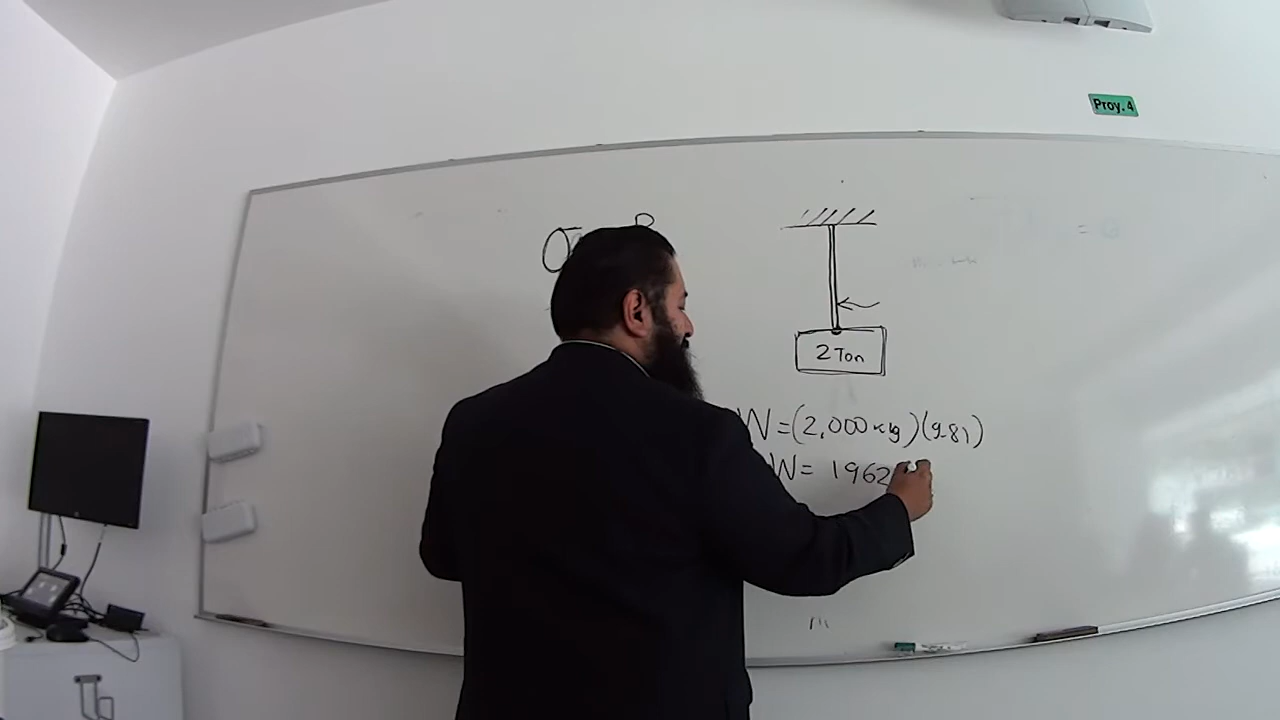 Proy. 4
σ
2 Ton
W = (2,000 kg)(9.81)
W = 1962